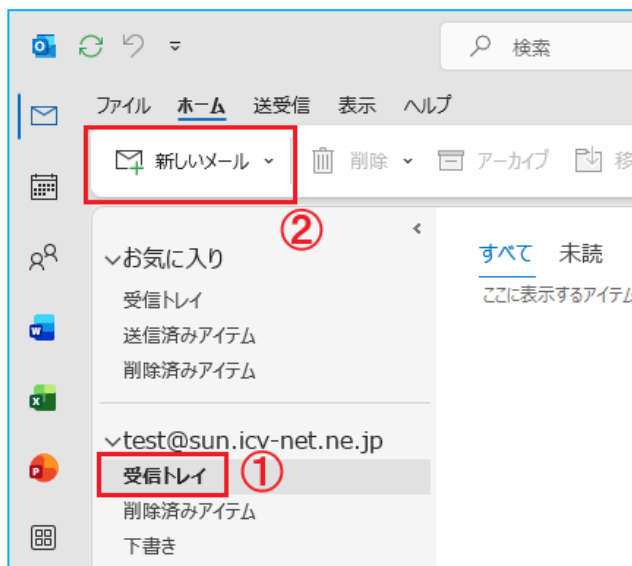 検索
ファイル ホーム 送受信 表示 ヘルプ
新しいメール 削除 アーカイブ 移
②
お気に入り
すべて 未読
ここに表示するアイテム
受信トレイ
送信済みアイテム
削除済みアイテム
test@sun.icv-net.ne.jp
受信トレイ ①
削除済みアイテム
下書き